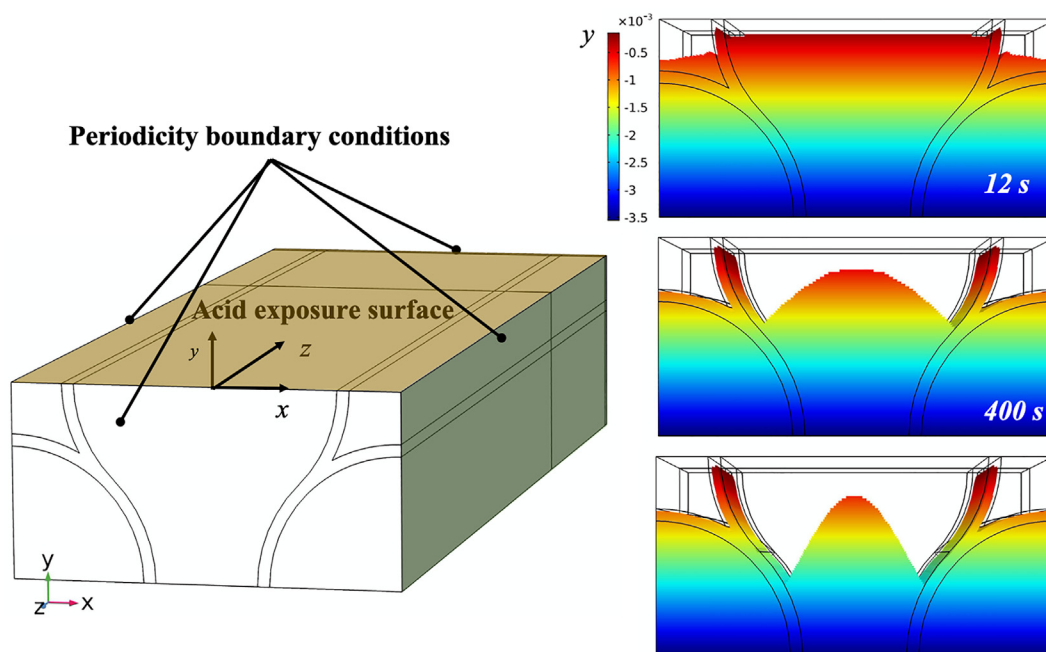 Periodicity boundary conditions
Acid exposure surface
y
z
x
y
z
x
y
×10⁻³
-0.5
-1
-1.5
-2
-2.5
-3
-3.5
12 s
400 s